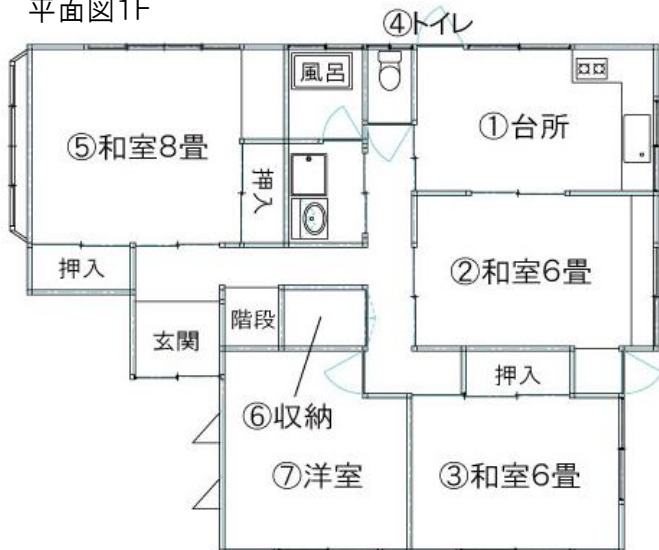 平面図1F
④トイレ
風呂
①台所
⑤和室8畳
押入
②和室6畳
押入
階段
玄関
押入
⑥収納
⑦洋室
③和室6畳